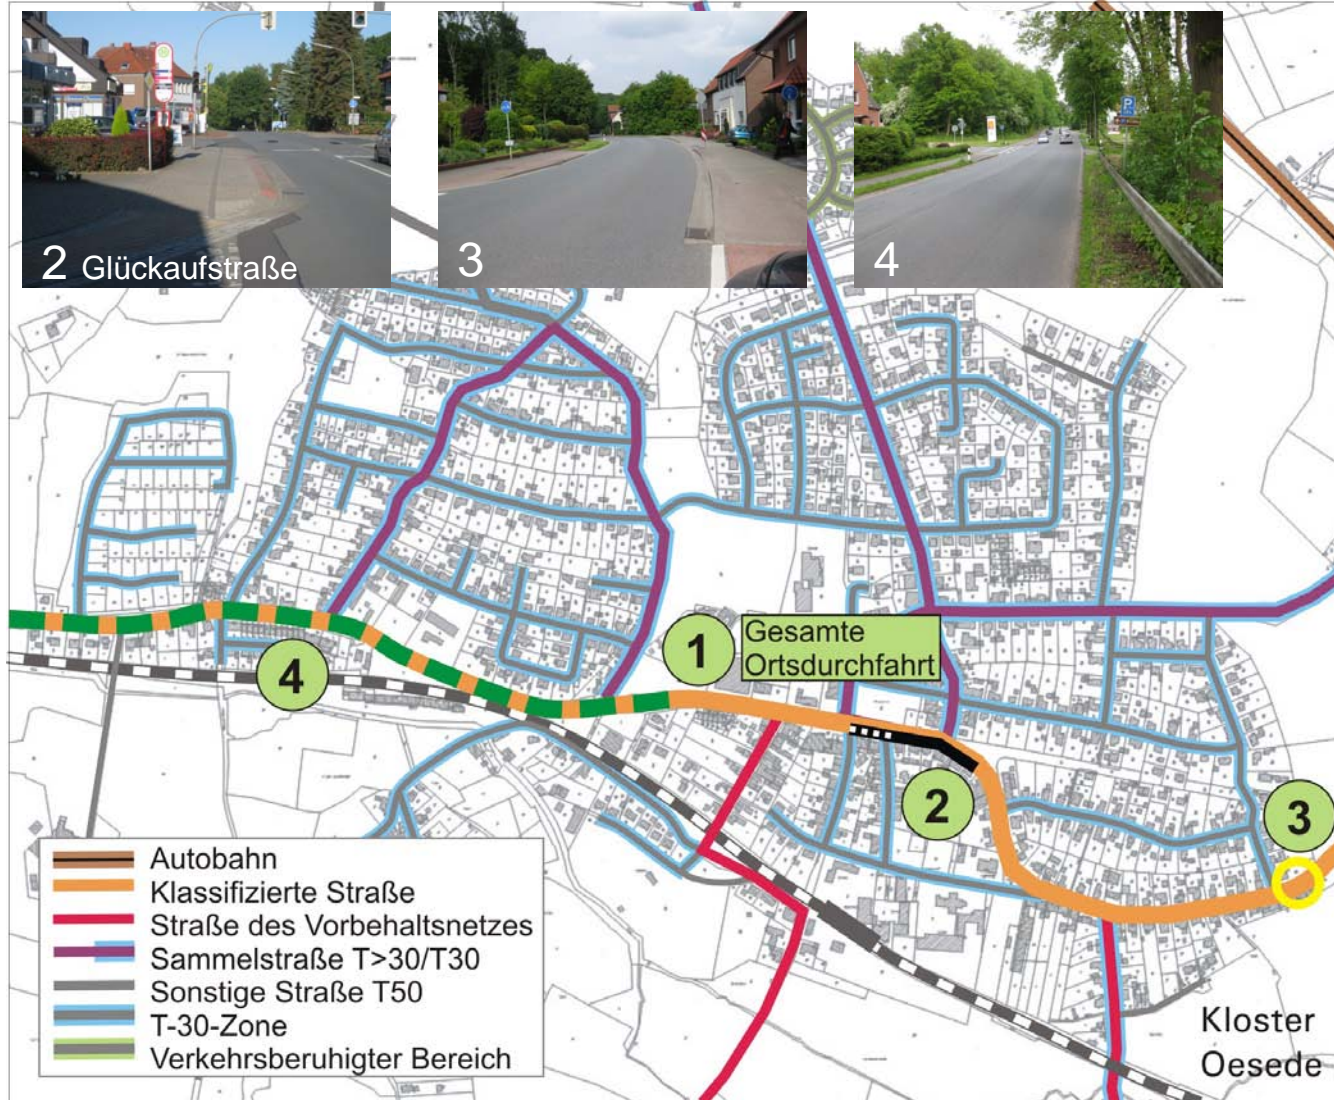 2 Glückaufstraße
3
4
P
1
Gesamte
Ortsdurchfahrt
4
2
3
Autobahn
Klassifizierte Straße
Straße des Vorbehaltsnetzes
Sammelstraße T>30/T30
Sonstige Straße T50
T-30-Zone
Verkehrsberuhigter Bereich
Kloster
Oesede